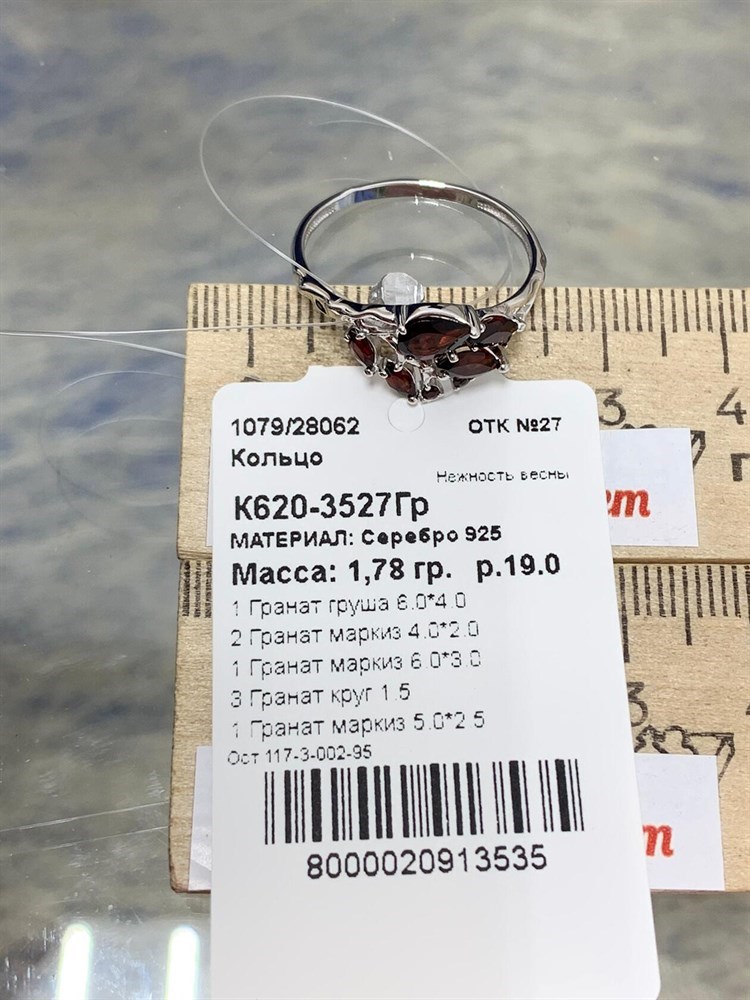 1079/28062 ОТК №27
Кольцо
Нежность весны
К620-3527Гр
МАТЕРИАЛ: Серебро 925
Масса: 1,78 гр. р.19.0
1 Гранат груша 6.0*4.0
2 Гранат маркиз 4.0*2.0
1 Гранат маркиз 6.0*3.0
3 Гранат круг 1.5
1 Гранат маркиз 5.0*2.5
Ост 117-3-002-95
8000020913535
3 4
3